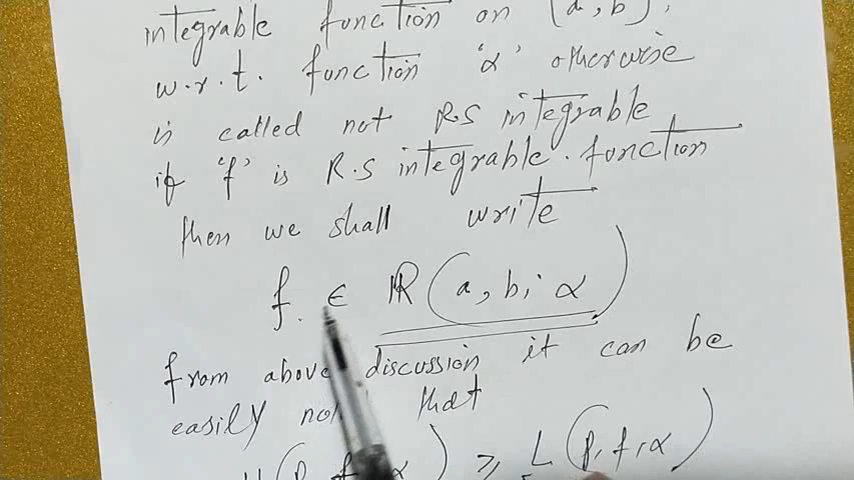 integrable function on [a, b],
w.r.t. function 'α' otherwise
is called not R.S integrable
if 'f' is R.S integrable. function
then we shall write
f. ∈ ℝ (a, b; α)
from above discussion it can be
easily that
α) ≥ L (p, f, α)